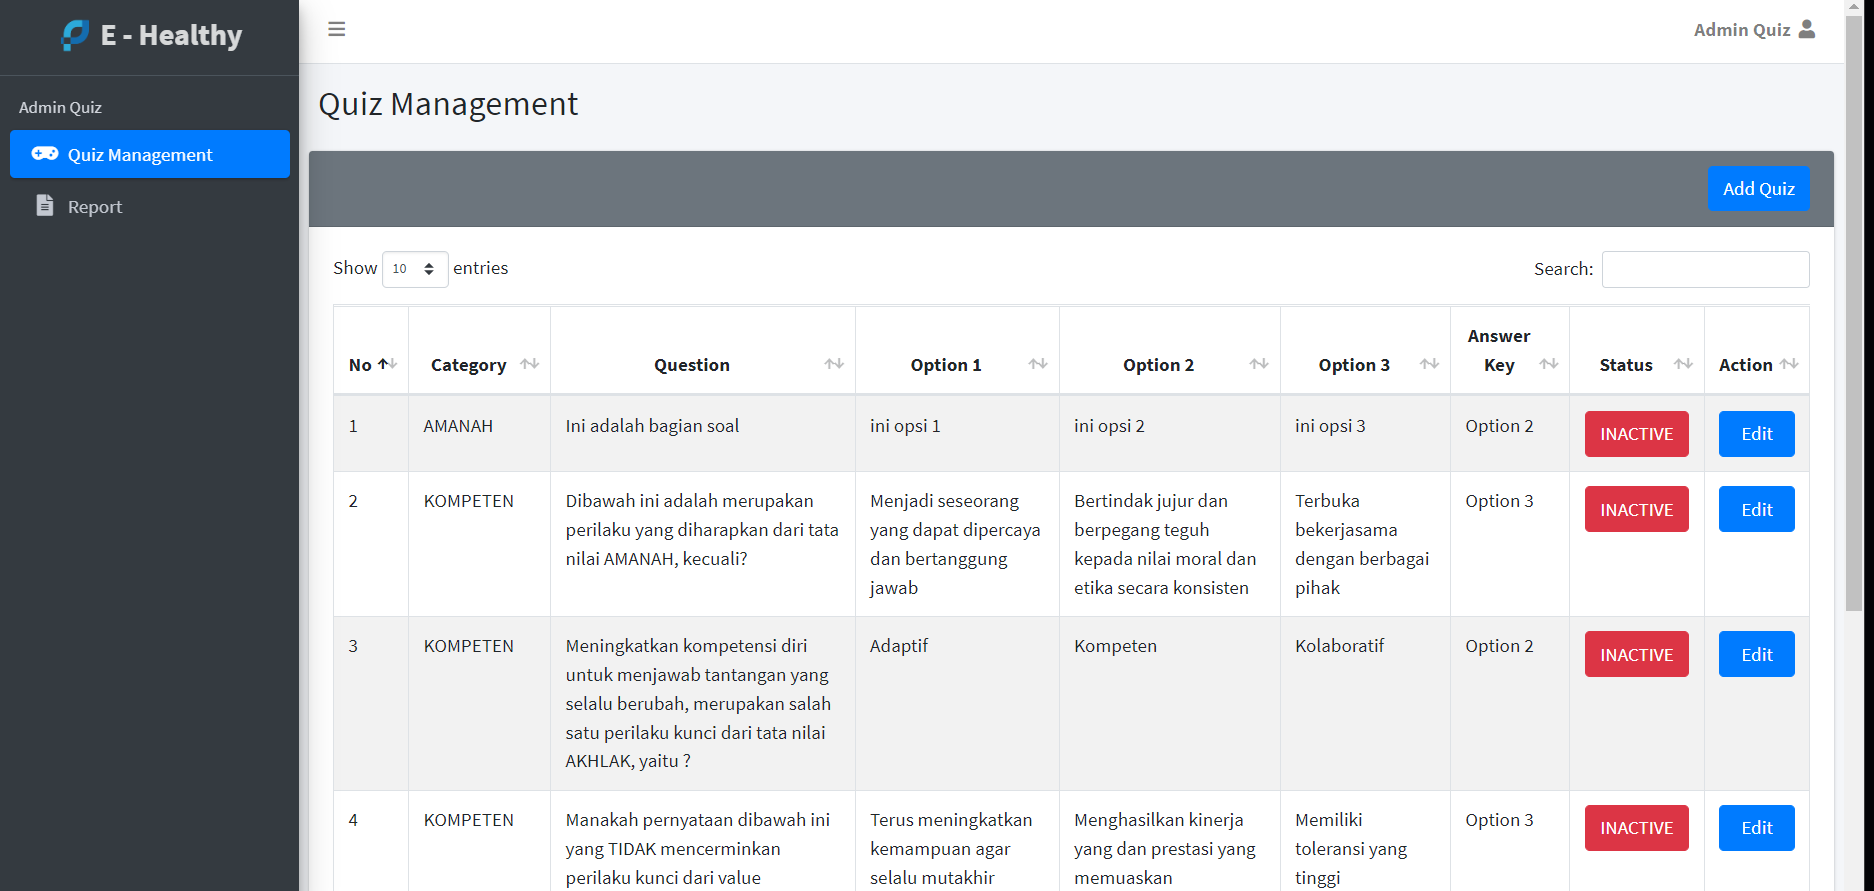 E - Healthy
Admin Quiz
Admin Quiz
Quiz Management
Report
Quiz Management
Add Quiz
Show 10 entries
Search:
No
Category
Question
Option 1
Option 2
Option 3
Answer
Key
Status
Action
1
AMANAH
Ini adalah bagian soal
ini opsi 1
ini opsi 2
ini opsi 3
Option 2
INACTIVE
Edit
2
KOMPETEN
Dibawah ini adalah merupakan
perilaku yang diharapkan dari tata
nilai AMANAH, kecuali?
Menjadi seseorang
yang dapat dipercaya
dan bertanggung
jawab
Bertindak jujur dan
berpegang teguh
kepada nilai moral dan
etika secara konsisten
Terbuka
bekerjasama
dengan berbagai
pihak
Option 3
INACTIVE
Edit
3
KOMPETEN
Meningkatkan kompetensi diri
untuk menjawab tantangan yang
selalu berubah, merupakan salah
satu perilaku kunci dari tata nilai
AKHLAK, yaitu ?
Adaptif
Kompeten
Kolaboratif
Option 2
INACTIVE
Edit
4
KOMPETEN
Manakah pernyataan dibawah ini
yang TIDAK mencerminkan
perilaku kunci dari value
Terus meningkatkan
kemampuan agar
selalu mutakhir
Menghasilkan kinerja
yang dan prestasi yang
memuaskan
Memiliki
toleransi yang
tinggi
Option 3
INACTIVE
Edit